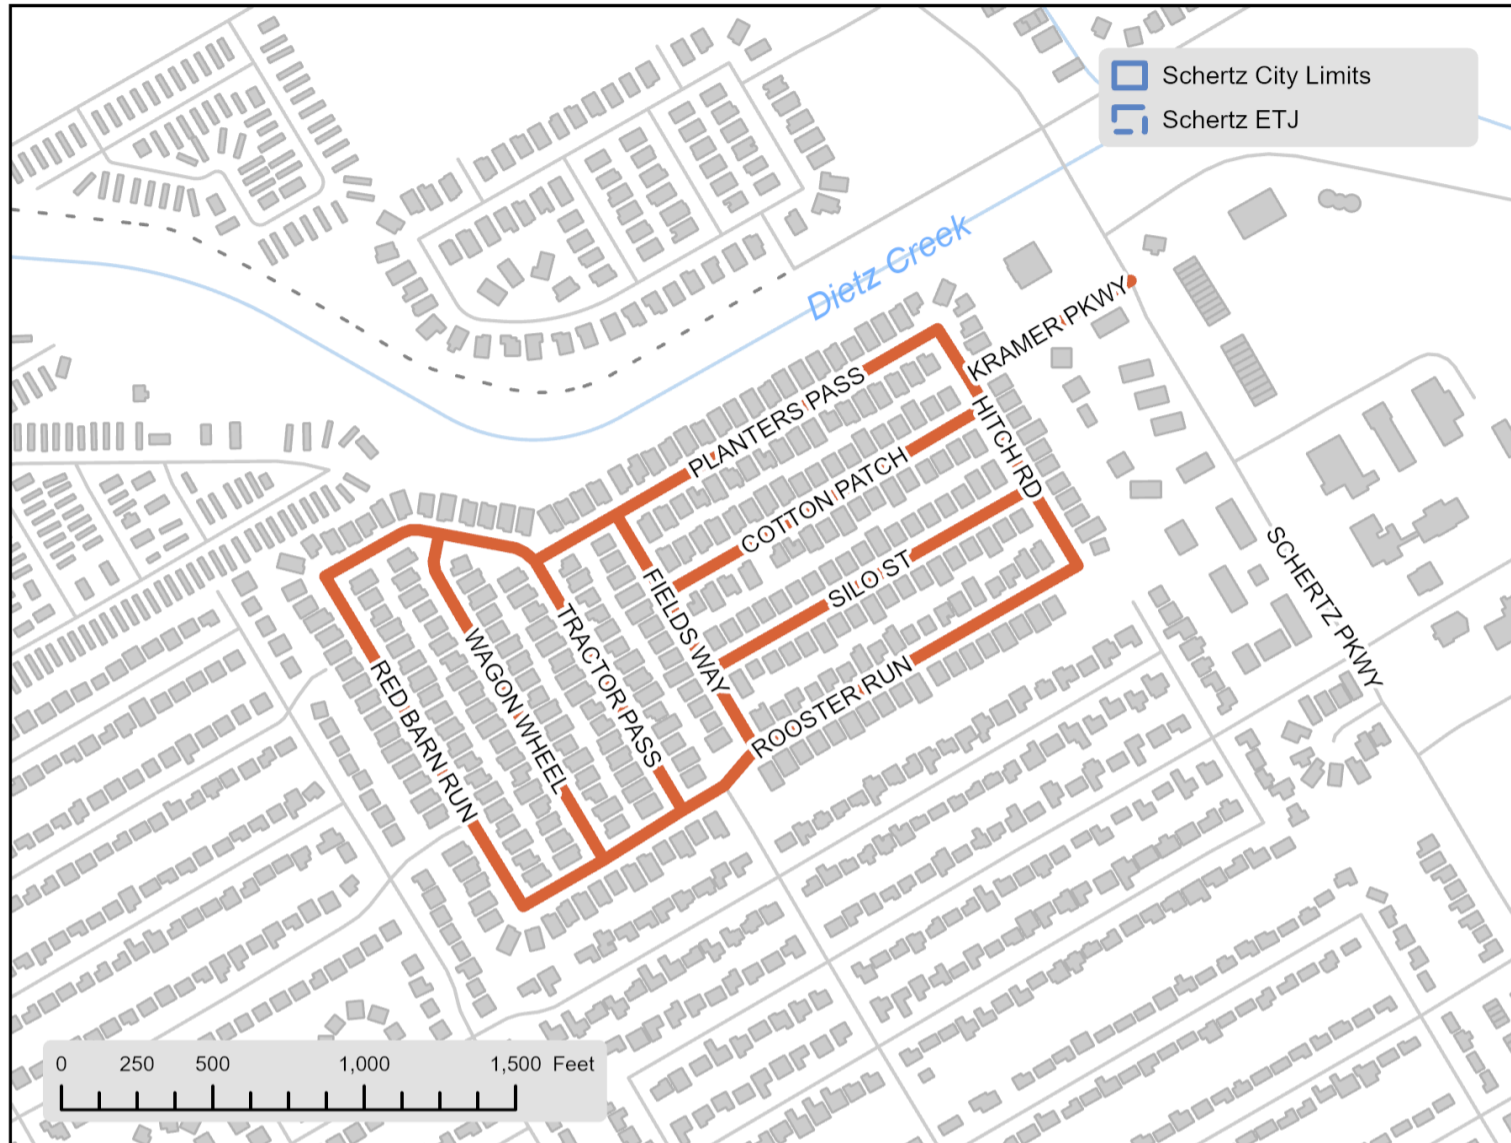 Schertz City Limits
Schertz ETJ
Dietz Creek
KRAMER PKWY
PLANTERS PASS
HITCH RD
COTTON PATCH
SILO ST
FIELDS WAY
SCHERTZ PKWY
TRACTOR PASS
WAGON WHEEL
RED BARN RUN
ROOSTER RUN
0 250 500 1,000 1,500 Feet